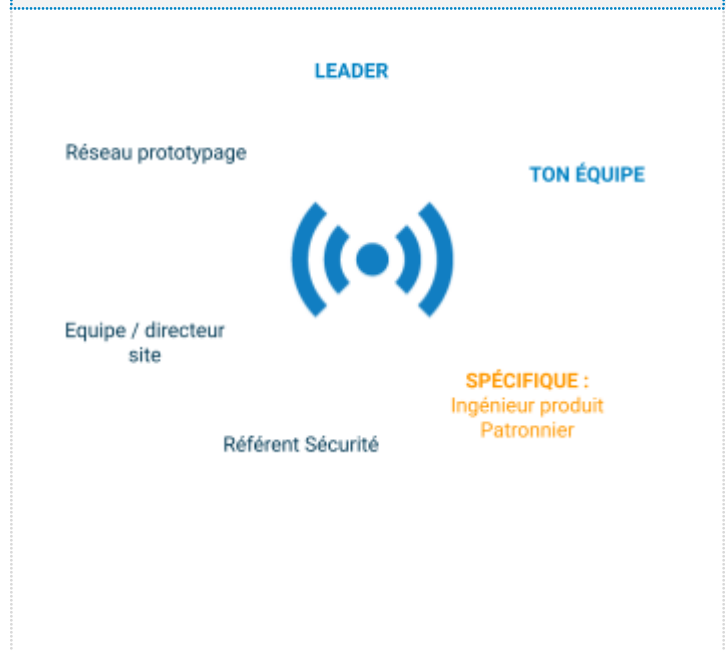 LEADER
Réseau prototypage
TON ÉQUIPE
Equipe / directeur
site
SPÉCIFIQUE :
Ingénieur produit
Patronnier
Référent Sécurité